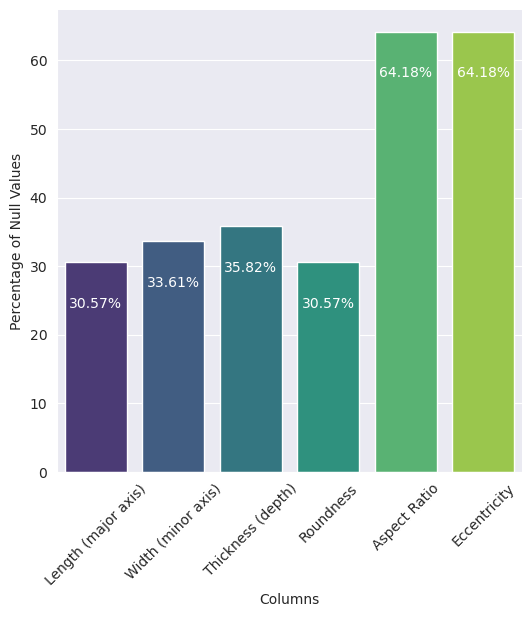 Percentage of Null Values
60
50
40
30
20
10
0
64.18%
64.18%
35.82%
33.61%
30.57%
30.57%
Length (major axis)
Width (minor axis)
Thickness (depth)
Roundness
Aspect Ratio
Eccentricity
Columns